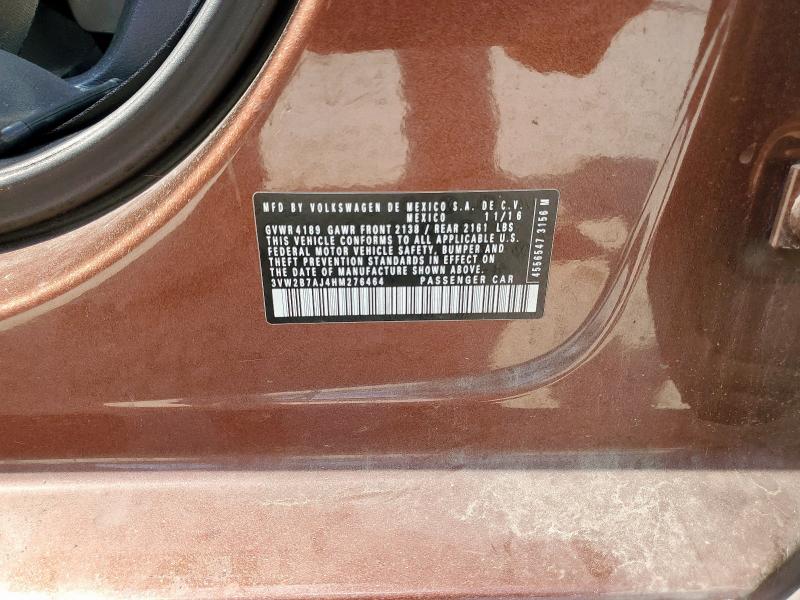 MFD BY VOLKSWAGEN DE MEXICO S.A. DE C.V.
MEXICO 11/16
GVWR 4189 GAWR FRONT 2138 / REAR 2161 LBS
THIS VEHICLE CONFORMS TO ALL APPLICABLE U.S.
FEDERAL MOTOR VEHICLE SAFETY, BUMPER AND
THEFT PREVENTION STANDARDS IN EFFECT ON
THE DATE OF MANUFACTURE SHOWN ABOVE.
3VW2B7AJ4HM276464 PASSENGER CAR
4556547 3156 M